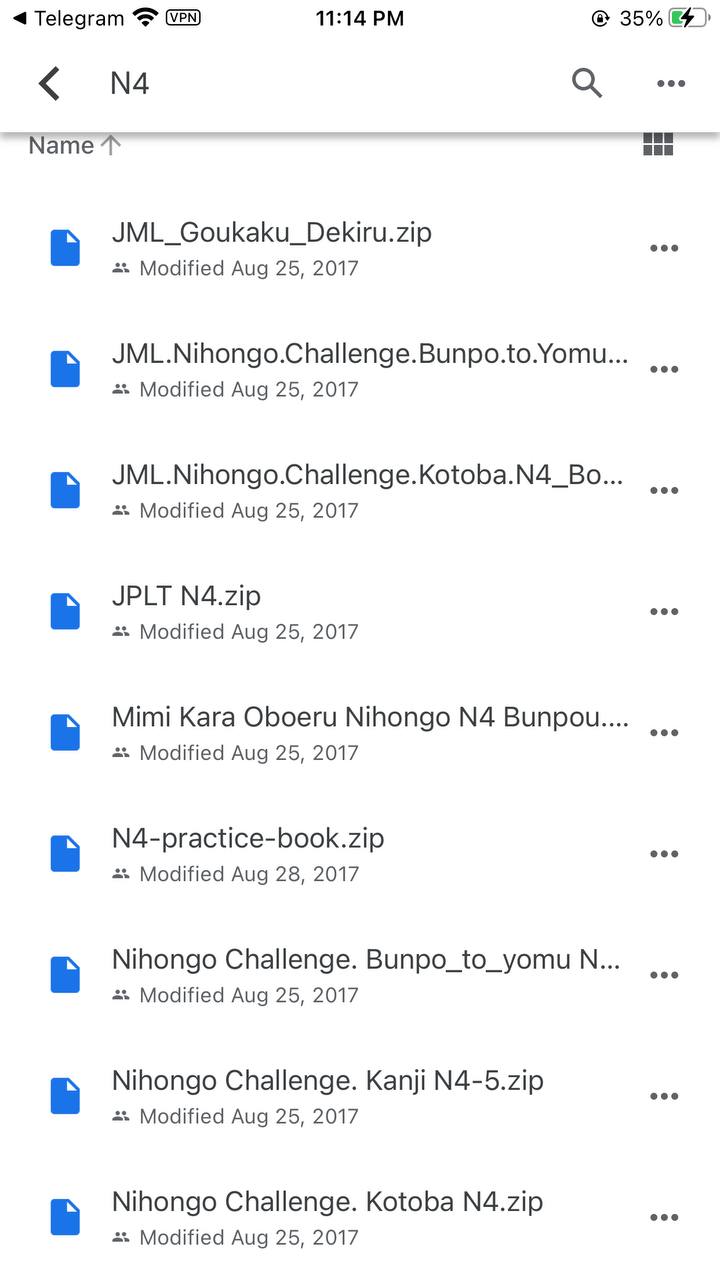 Telegram VPN 11:14 PM 35%
N4
Name
JML_Goukaku_Dekiru.zip
Modified Aug 25, 2017
JML.Nihongo.Challenge.Bunpo.to.Yomu...
Modified Aug 25, 2017
JML.Nihongo.Challenge.Kotoba.N4_Bo...
Modified Aug 25, 2017
JPLT N4.zip
Modified Aug 25, 2017
Mimi Kara Oboeru Nihongo N4 Bunpou....
Modified Aug 25, 2017
N4-practice-book.zip
Modified Aug 28, 2017
Nihongo Challenge. Bunpo_to_yomu N...
Modified Aug 25, 2017
Nihongo Challenge. Kanji N4-5.zip
Modified Aug 25, 2017
Nihongo Challenge. Kotoba N4.zip
Modified Aug 25, 2017